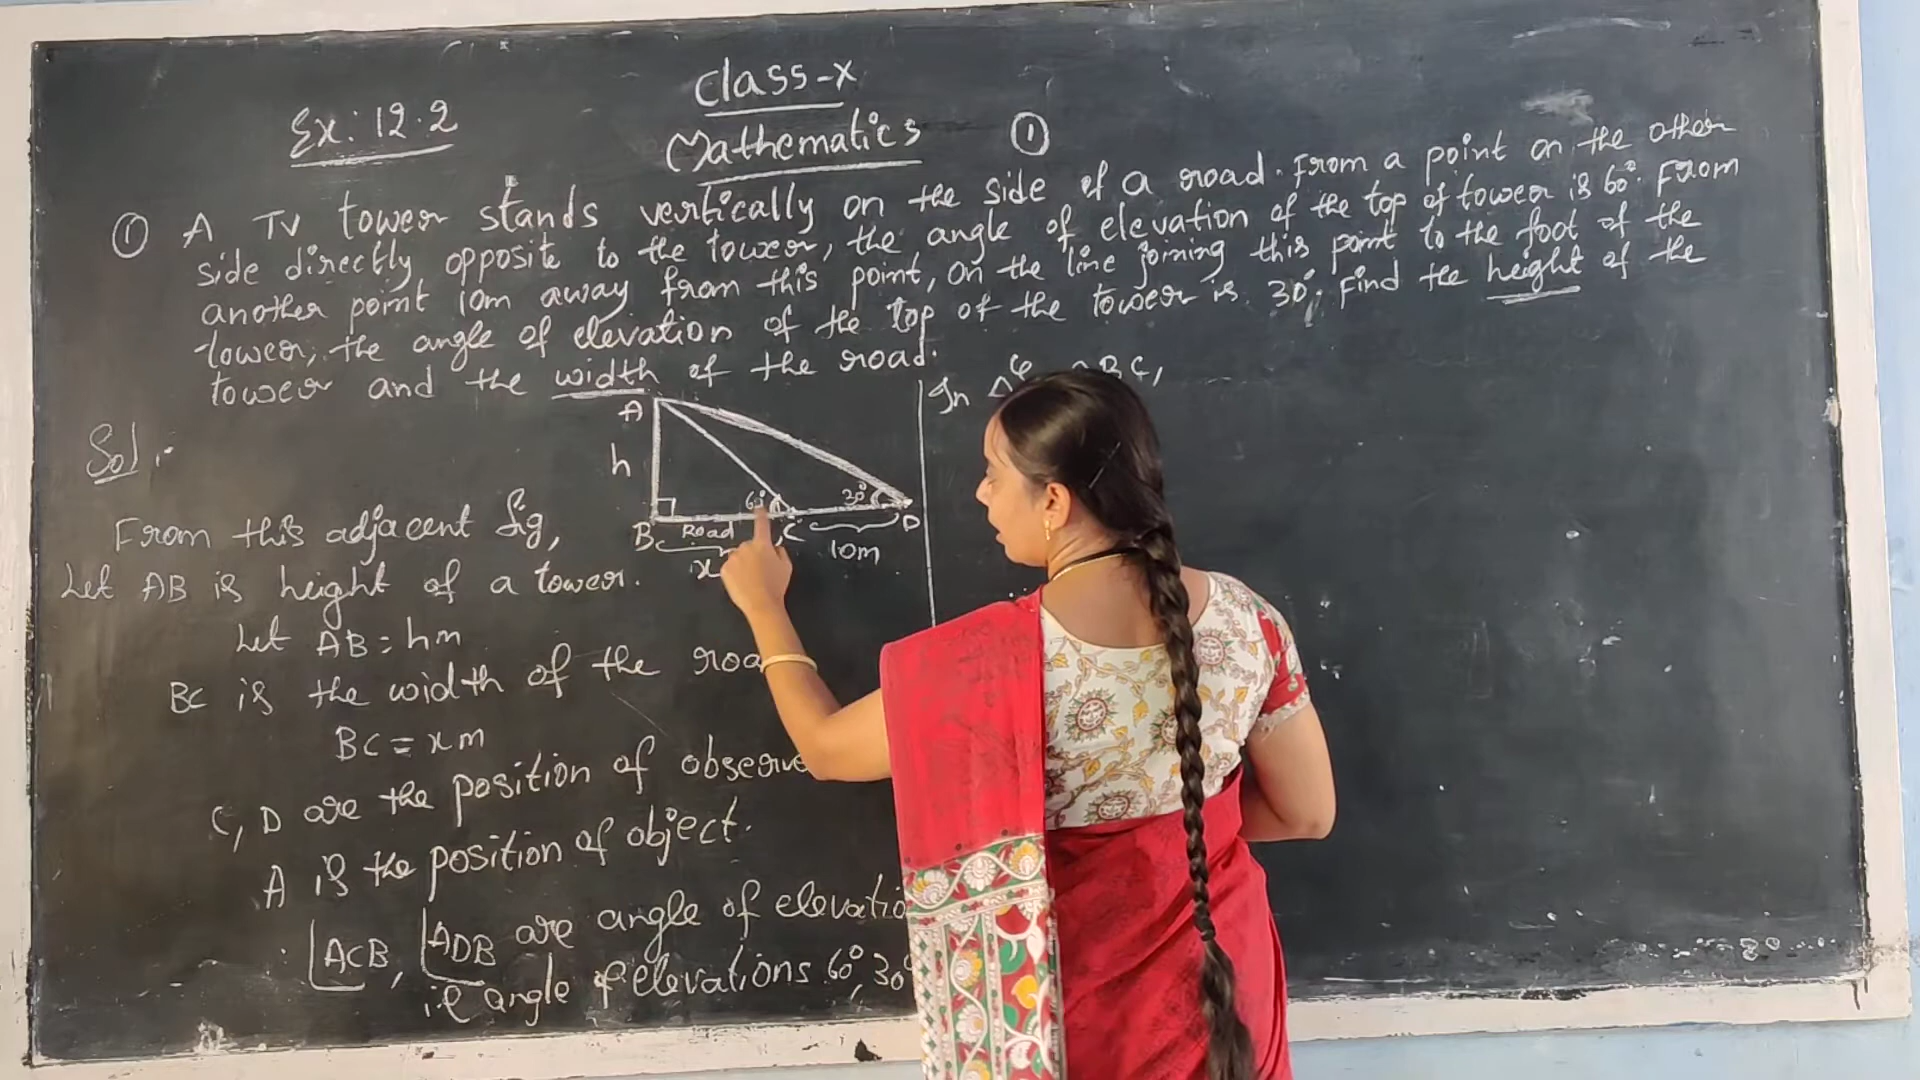 Class-x
Ex: 12.2
Mathematics
①
① A TV tower stands vertically on the side of a road. From a point on the other
side directly opposite to the tower, the angle of elevation of the top of tower is 60°. From
another point 10m away from this point, on the line joining this point to the foot of the
tower, the angle of elevation of the top of the tower is 30°. Find the height of the
tower and the width of the road.
Sol:-
A
h
60°
30°
B
Road
C
D
x
10m
From this adjacent fig,
Let AB is height of a tower.
Let AB = hm
BC is the width of the
BC = xm
C, D are the position of
A is the position of object.
∠ACB, ∠ADB are angle of
ie angle of elevations 60°, 30°
In BC,